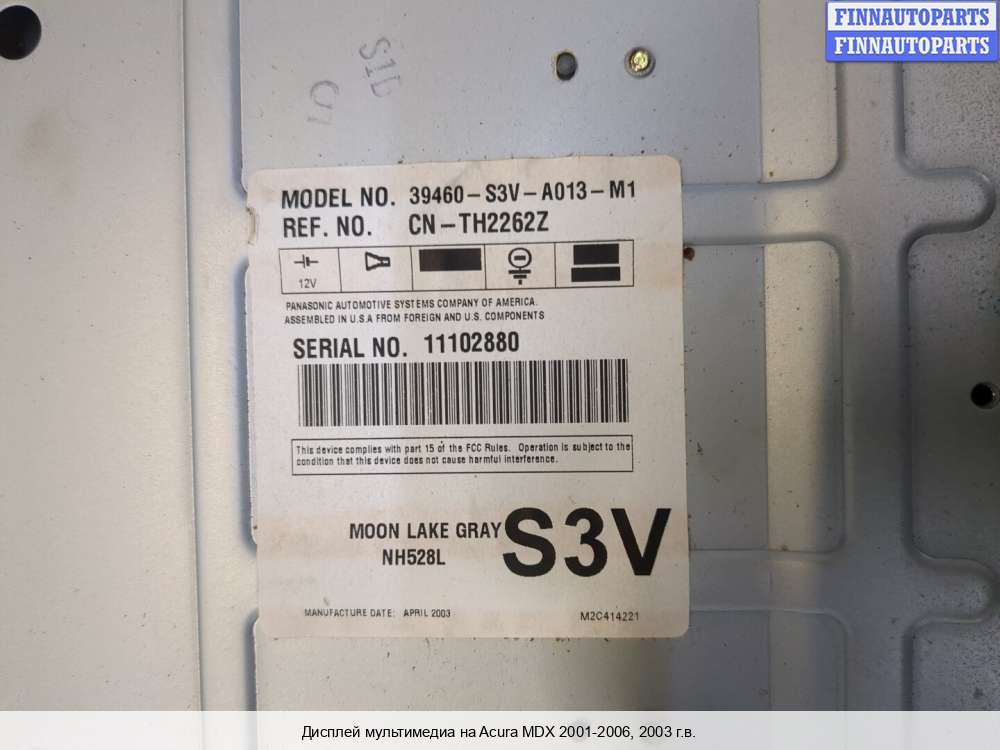 FINNAUTOPARTS
FINNAUTOPARTS
S1L
MODEL NO. 39460-S3V-A013-M1
REF. NO. CN-TH2262Z
12V
PANASONIC AUTOMOTIVE SYSTEMS COMPANY OF AMERICA.
ASSEMBLED IN U.S.A FROM FOREIGN AND U.S. COMPONENTS
SERIAL NO. 11102880
This device complies with part 15 of the FCC Rules. Operation is subject to the
condition that this device does not cause harmful interference.
MOON LAKE GRAY S3V
NH528L
MANUFACTURE DATE: APRIL 2003 M2C414221
Дисплей мультимедиа на Acura MDX 2001-2006, 2003 г.в.